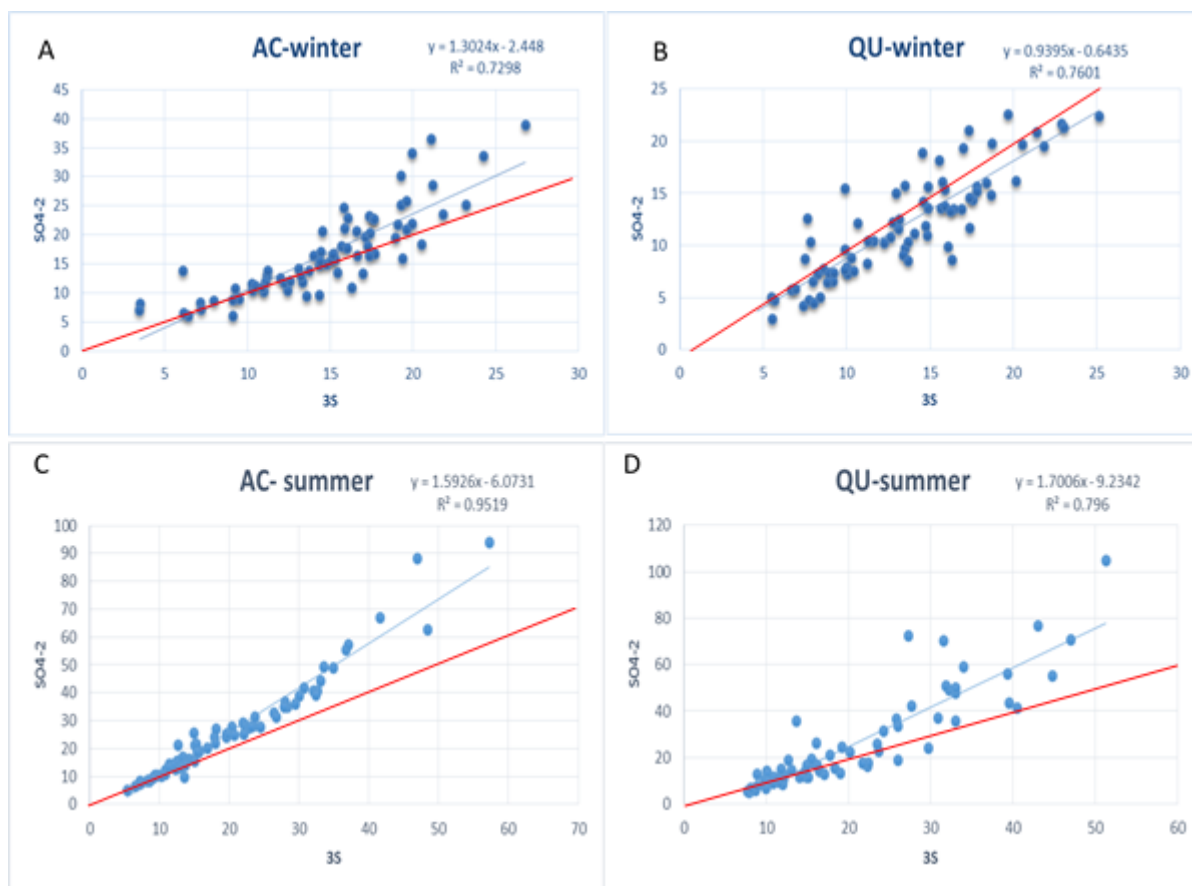 A
AC-winter
y = 1.3024x - 2.448
R² = 0.7298
45
40
35
30
25
20
15
10
5
0
SO4-2
0 5 10 15 20 25 30
3S
B
QU-winter
y = 0.9395x - 0.6435
R² = 0.7601
25
20
15
10
5
0
SO4-2
0 5 10 15 20 25 30
3S
C
AC- summer
y = 1.5926x - 6.0731
R² = 0.9519
100
90
80
70
60
50
40
30
20
10
0
SO4-2
0 10 20 30 40 50 60 70
3S
D
QU-summer
y = 1.7006x - 9.2342
R² = 0.796
120
100
80
60
40
20
0
SO4-2
0 10 20 30 40 50 60
3S